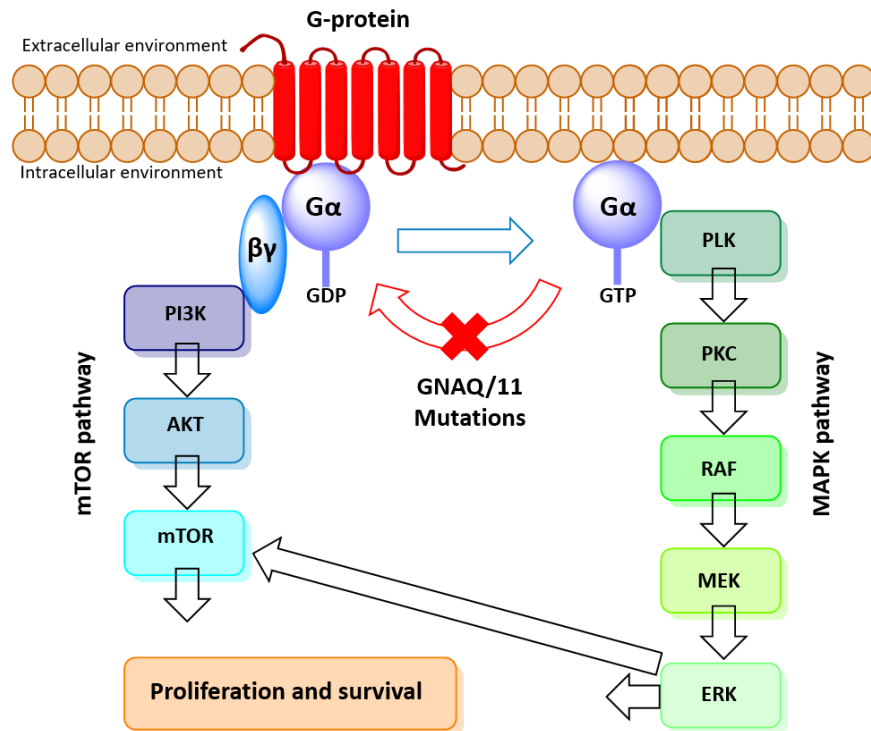 G-protein
Extracellular environment
Intracellular environment
Gα
Gα
βγ
GDP
GTP
PLK
PI3K
PKC
GNAQ/11
Mutations
mTOR pathway
MAPK pathway
AKT
RAF
mTOR
MEK
Proliferation and survival
ERK